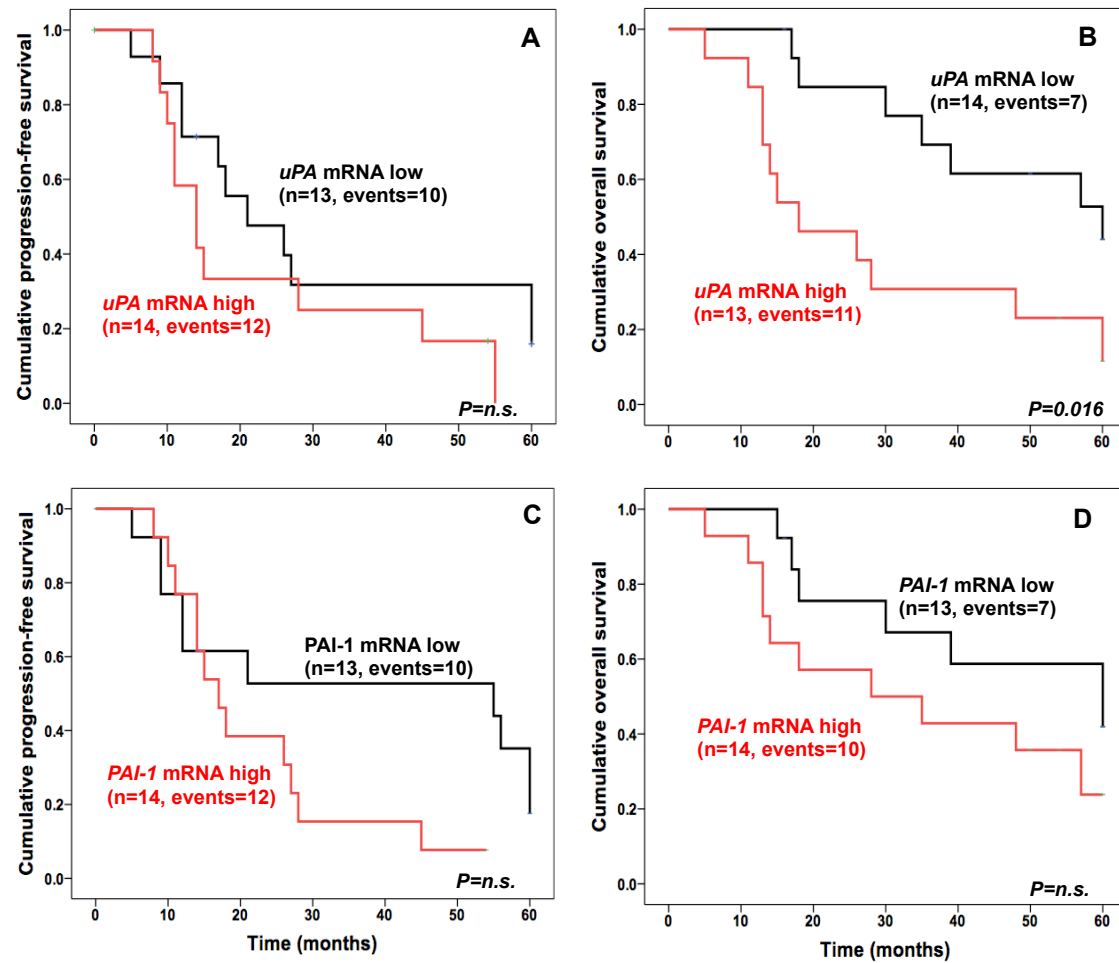 A
Cumulative progression-free survival
1.0
0.8
0.6
0.4
0.2
0.0
uPA mRNA low
(n=13, events=10)
uPA mRNA high
(n=14, events=12)
P=n.s.
0 10 20 30 40 50 60
B
Cumulative overall survival
1.0
0.8
0.6
0.4
0.2
0.0
uPA mRNA low
(n=14, events=7)
uPA mRNA high
(n=13, events=11)
P=0.016
0 10 20 30 40 50 60
C
Cumulative progression-free survival
1.0
0.8
0.6
0.4
0.2
0.0
PAI-1 mRNA low
(n=13, events=10)
PAI-1 mRNA high
(n=14, events=12)
P=n.s.
0 10 20 30 40 50 60
Time (months)
D
Cumulative overall survival
1.0
0.8
0.6
0.4
0.2
0.0
PAI-1 mRNA low
(n=13, events=7)
PAI-1 mRNA high
(n=14, events=10)
P=n.s.
0 10 20 30 40 50 60
Time (months)